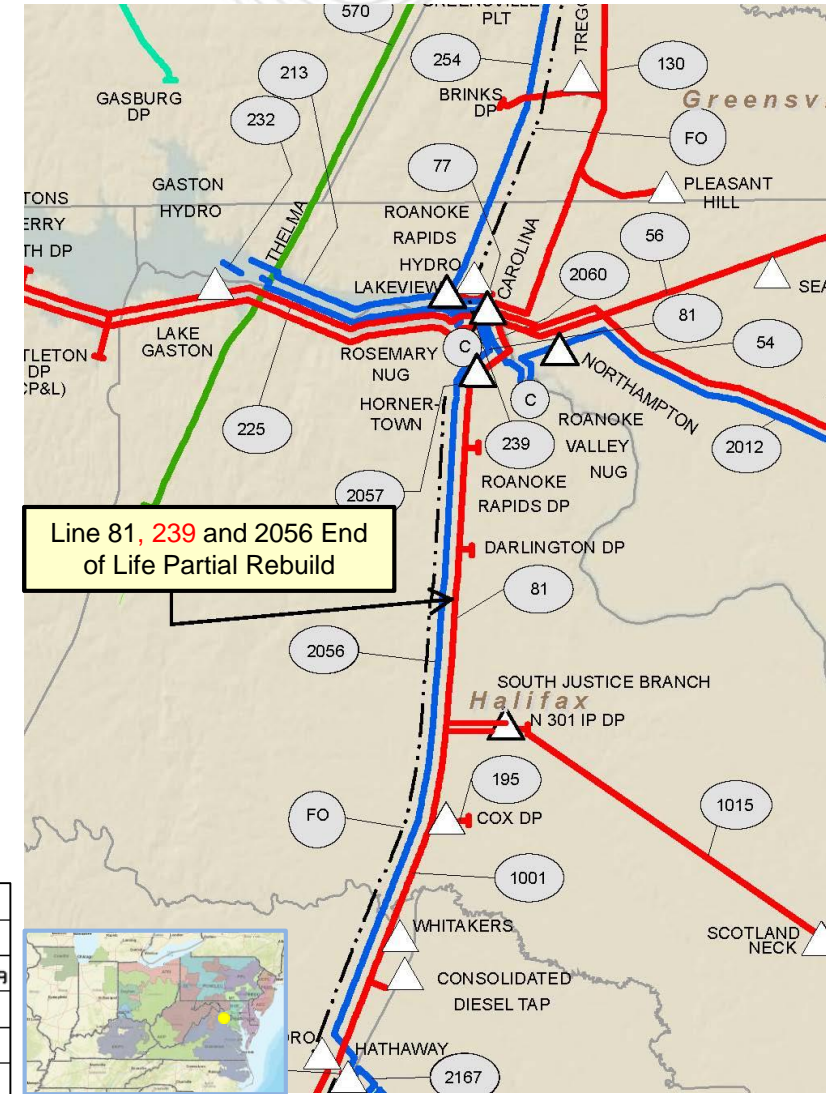 570
PLT
254
TREGO
130
213
GASBURG
DP
BRINKS
DP
Greensv
232
FO
77
GASTON
HYDRO
THELMA
ROANOKE
RAPIDS
HYDRO
LAKEVIEW
CAROLINA
PLEASANT
HILL
56
TONS
ERRY
TH DP
2060
SEA
81
LAKE
GASTON
TLETON
DP
CP&L)
ROSEMARY
NUG
C
54
NORTHAMPTON
HORNER-
TOWN
C
225
239
ROANOKE
VALLEY
NUG
2012
2057
ROANOKE
RAPIDS DP
Line 81, 239 and 2056 End
of Life Partial Rebuild
DARLINGTON DP
81
2056
SOUTH JUSTICE BRANCH
Halifax
N 301 IP DP
195
FO
COX DP
1015
1001
WHITAKERS
SCOTLAND
NECK
CONSOLIDATED
DIESEL TAP
DRO
HATHAWAY
2167